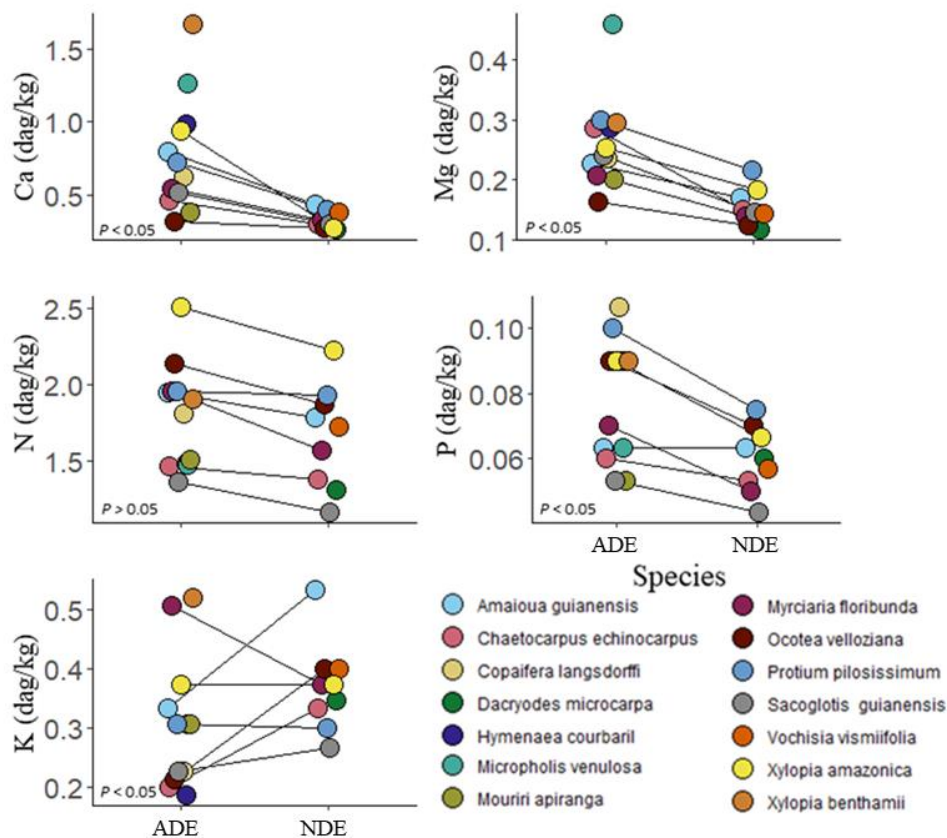 Ca (dag/kg)
1.5
1.0
0.5
P < 0.05
Mg (dag/kg)
0.4
0.3
0.2
0.1
P < 0.05
N (dag/kg)
2.5
2.0
1.5
P > 0.05
P (dag/kg)
0.10
0.08
0.06
P < 0.05
ADE
NDE
K (dag/kg)
0.5
0.4
0.3
0.2
P < 0.05
ADE
NDE
Species
Amaioua guianensis
Chaetocarpus echinocarpus
Copaifera langsdorffi
Dacryodes microcarpa
Hymenaea courbaril
Micropholis venulosa
Mouriri apiranga
Myrciaria floribunda
Ocotea velloziana
Protium pilosissimum
Sacoglotis guianensis
Vochisia vismiifolia
Xylopia amazonica
Xylopia benthamii